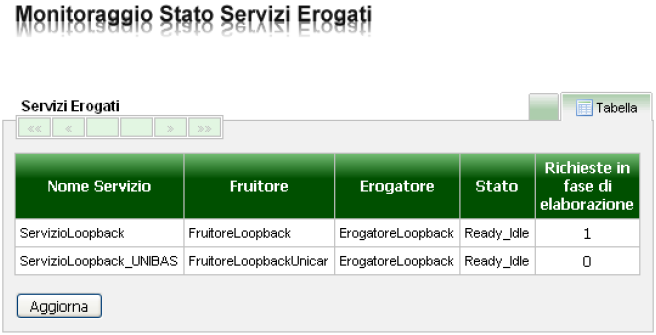 Monitoraggio Stato Servizi Erogati
Servizi Erogati
Tabella
<< < > >>
Nome Servizio Fruitore Erogatore Stato Richieste in fase di elaborazione
ServizioLoopback FruitoreLoopback ErogatoreLoopback Ready_Idle 1
ServizioLoopback_UNIBAS FruitoreLoopbackUnicar ErogatoreLoopback Ready_Idle 0
Aggiorna